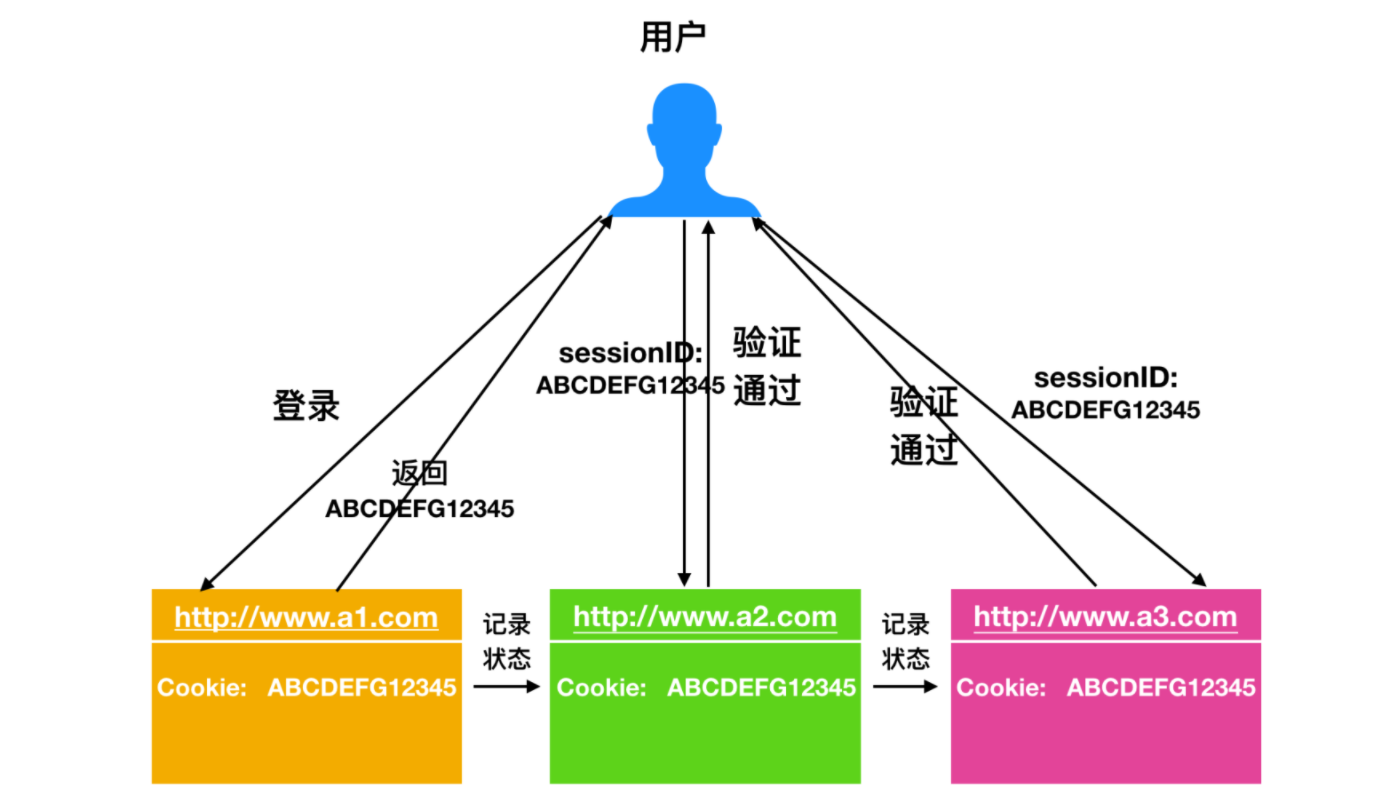 用户
sessionID:
ABCDEFG12345
验证
通过
登录
返回
ABCDEFG12345
验证
通过
sessionID:
ABCDEFG12345
http://www.a1.com
Cookie: ABCDEFG12345
记录
状态
http://www.a2.com
Cookie: ABCDEFG12345
记录
状态
http://www.a3.com
Cookie: ABCDEFG12345